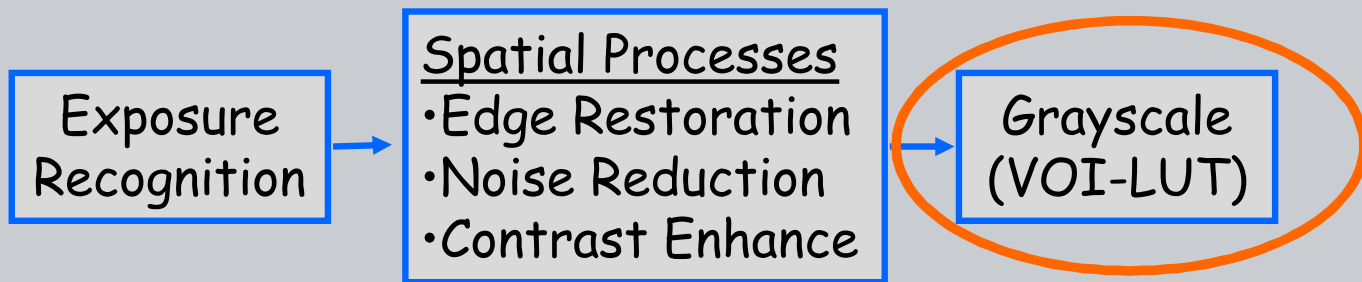 Exposure
Recognition
Spatial Processes
•Edge Restoration
•Noise Reduction
•Contrast Enhance
Grayscale
(VOI-LUT)